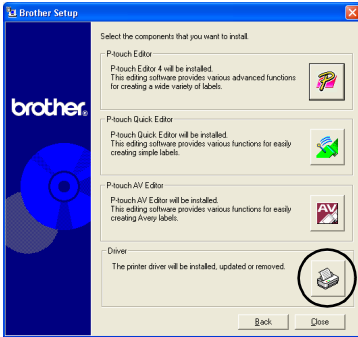 Brother Setup
Select the components that you want to install.
P-touch Editor
P-touch Editor 4 will be installed.
This editing software provides various advanced functions
for creating a wide variety of labels.
brother.
P-touch Quick Editor
P-touch Quick Editor will be installed.
This editing software provides various functions for easily
creating simple labels.
P-touch AV Editor
P-touch AV Editor will be installed.
This editing software provides various functions for easily
creating Avery labels.
AV
Driver
The printer driver will be installed, updated or removed.
Back
Close